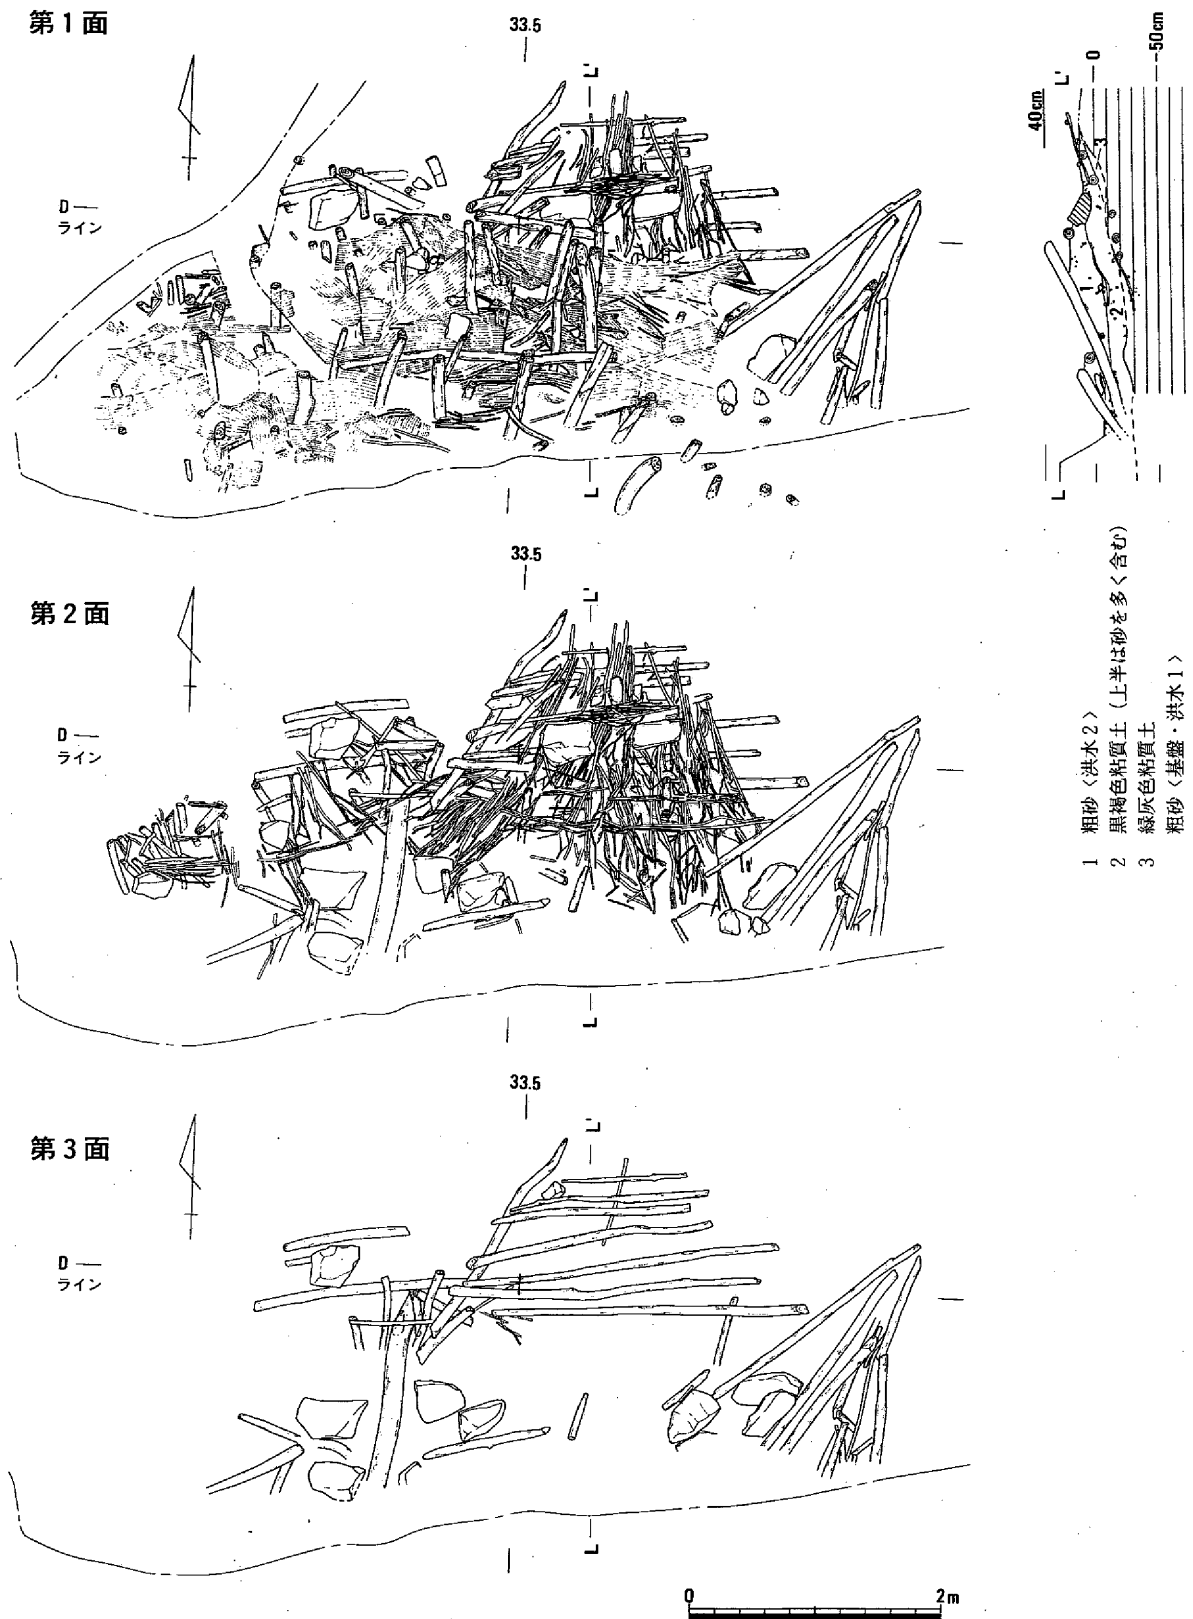 第1面
33.5
L'
D
ライン
L
第2面
33.5
L'
D
ライン
L
第3面
33.5
L'
D
ライン
L
0 2m
40cm
L'
0
-50cm
1
2
3
L
1 粗砂〈洪水2〉
2 黒褐色粘質土(上半は砂を多く含む)
3 緑灰色粘質土
粗砂〈基盤・洪水1〉